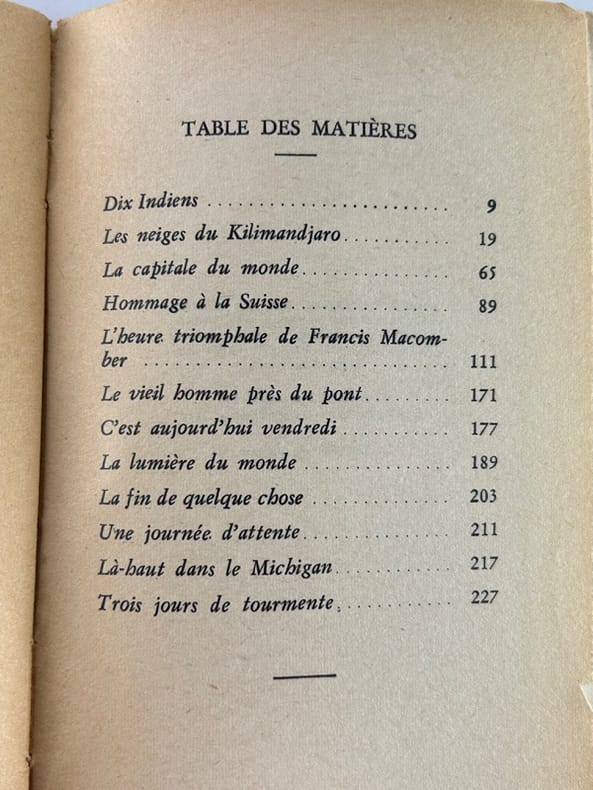 TABLE DES MATIÈRES
Dix Indiens ........................ 9
Les neiges du Kilimandjaro.......... 19
La capitale du monde.............. 65
Hommage à la Suisse............... 89
L'heure triomphale de Francis Macom-
ber .............................. 111
Le vieil homme près du pont........ 171
C'est aujourd'hui vendredi .......... 177
La lumière du monde .............. 189
La fin de quelque chose ............. 203
Une journée d'attente.............. 211
Là-haut dans le Michigan........... 217
Trois jours de tourmente........... 227